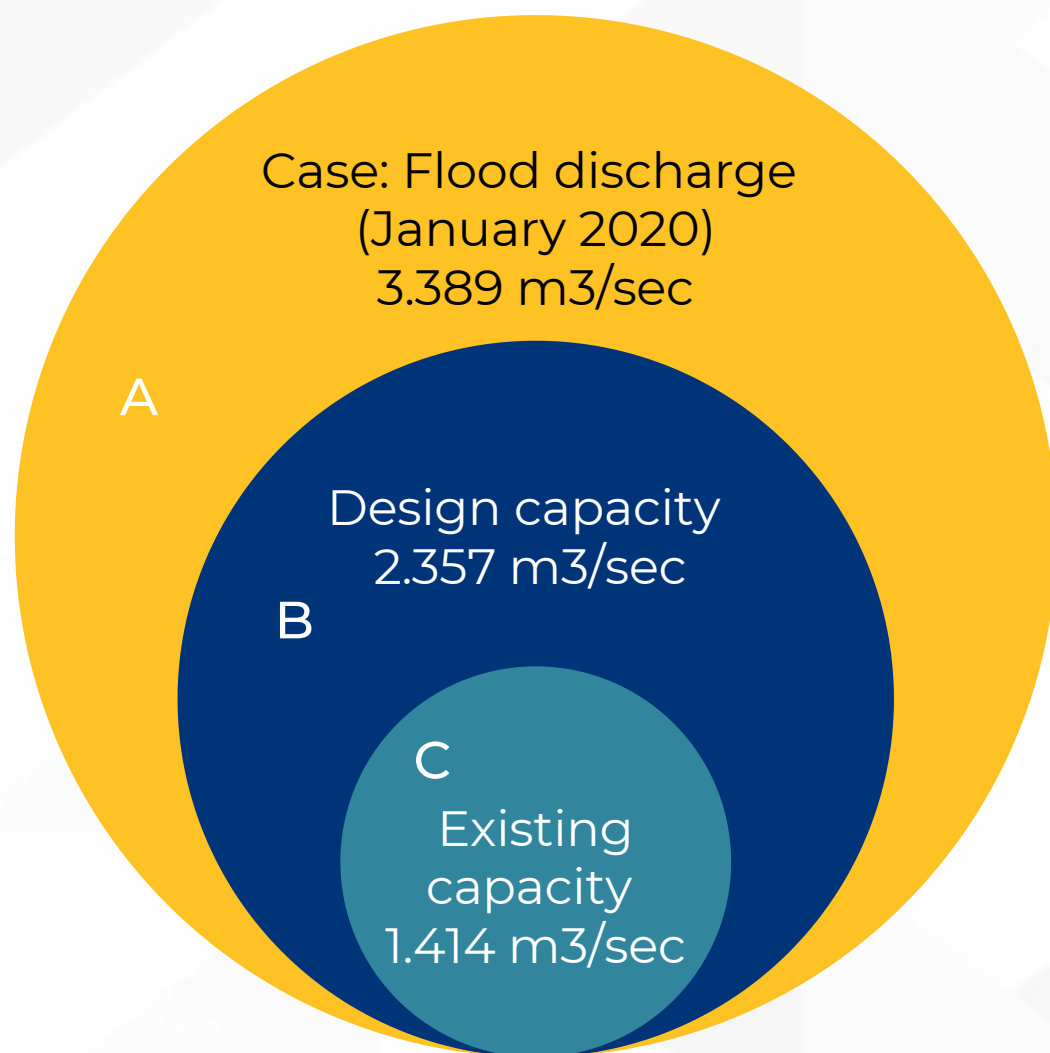 Case: Flood discharge
(January 2020)
3.389 m3/sec
A
Design capacity
2.357 m3/sec
B
C
Existing
capacity
1.414 m3/sec